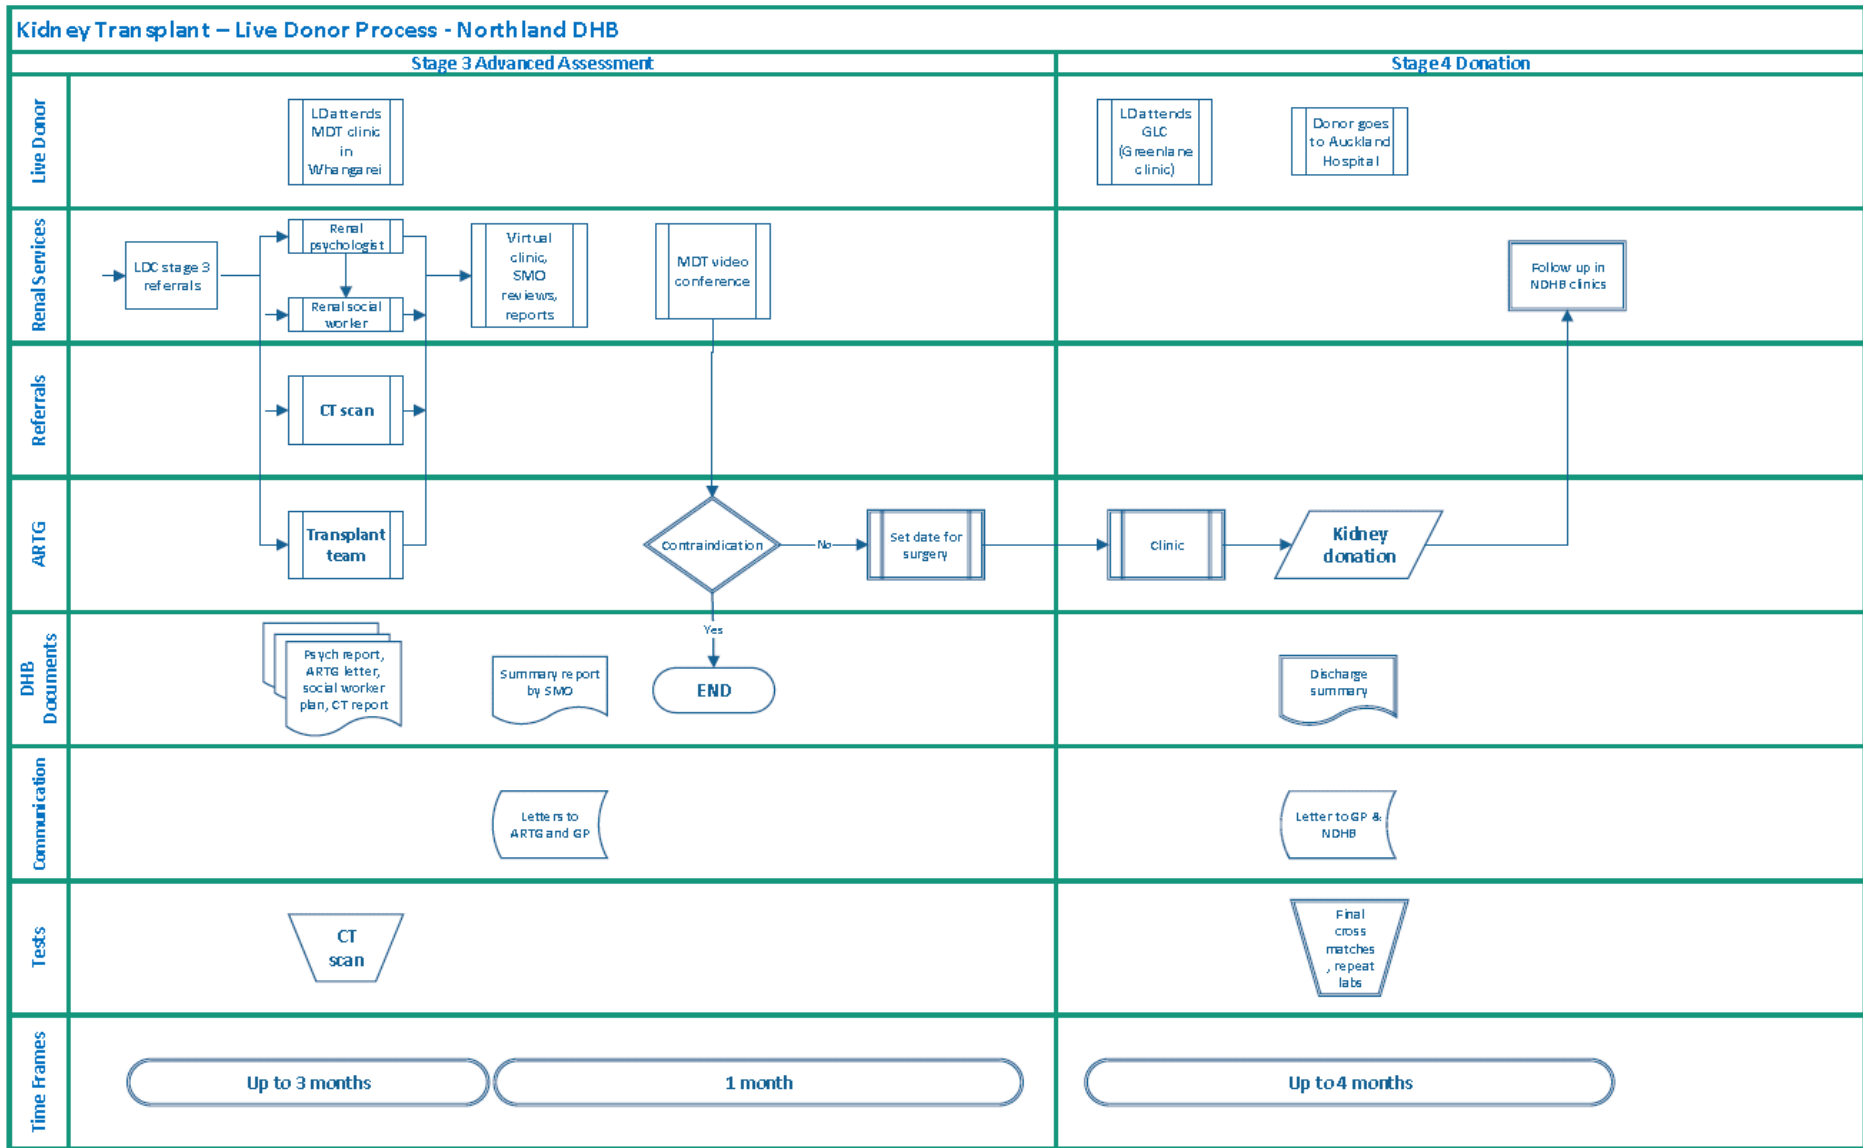 Kidney Transplant – Live Donor Process - Northland DHB
Stage 3 Advanced Assessment
Stage 4 Donation
Live Donor
LD attends
MDT clinic
in
Whangarei
LD attends
GLC
(Greenlane
clinic)
Donor goes
to Auckland
Hospital
Renal Services
LDC stage 3
referrals
Renal
psychologist
Renal social
worker
Virtual
clinic,
SMO
reviews,
reports
MDT video
conference
Follow up in
NDHB clinics
Referrals
CT scan
ARTG
Transplant
team
Contraindication
No
Set date for
surgery
Clinic
Kidney
donation
Yes
DHB
Documents
Psych report,
ARTG letter,
social worker
plan, CT report
Summary report
by SMO
END
Discharge
summary
Communication
Letters to
ARTG and GP
Letter to GP &
NDHB
Tests
CT
scan
Final
cross
matches
, repeat
labs
Time Frames
Up to 3 months
1 month
Up to 4 months